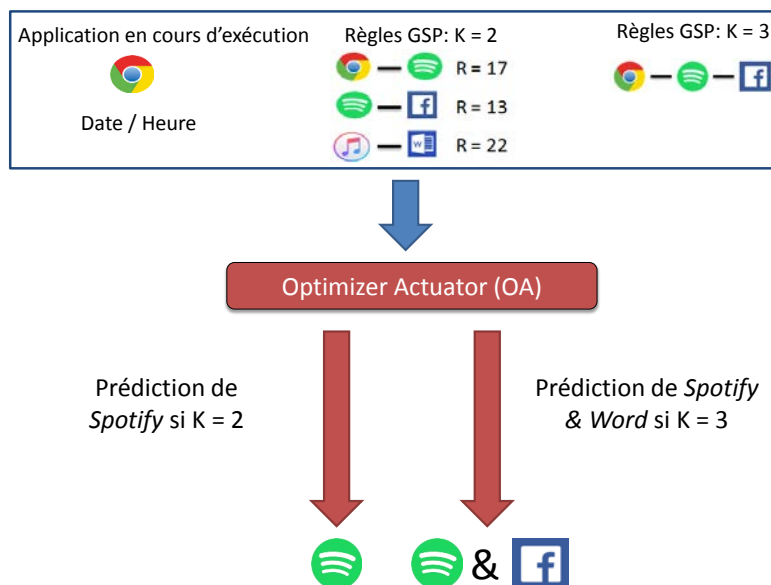 Application en cours d'exécution
Date / Heure
Règles GSP: K = 2
R = 17
R = 13
W
R = 22
Règles GSP: K = 3
Optimizer Actuator (OA)
Prédiction de
Spotify si K = 2
Prédiction de Spotify
& Word si K = 3
&